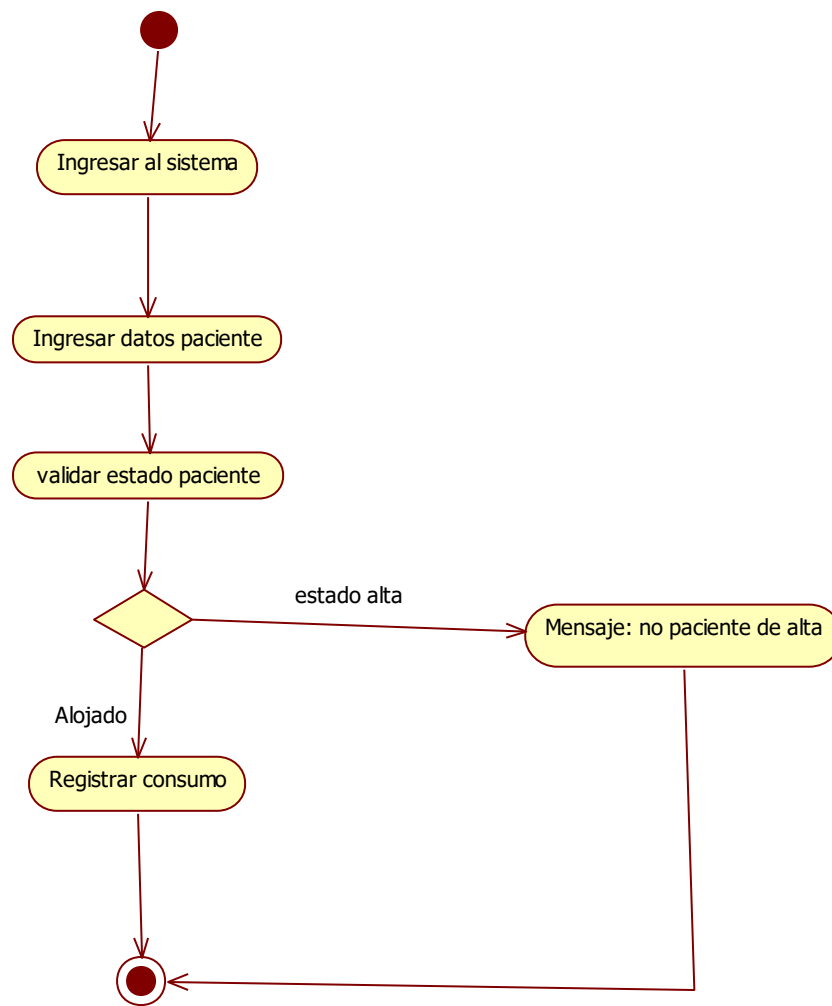 Ingresar al sistema
Ingresar datos paciente
validar estado paciente
estado alta
Mensaje: no paciente de alta
Alojado
Registrar consumo